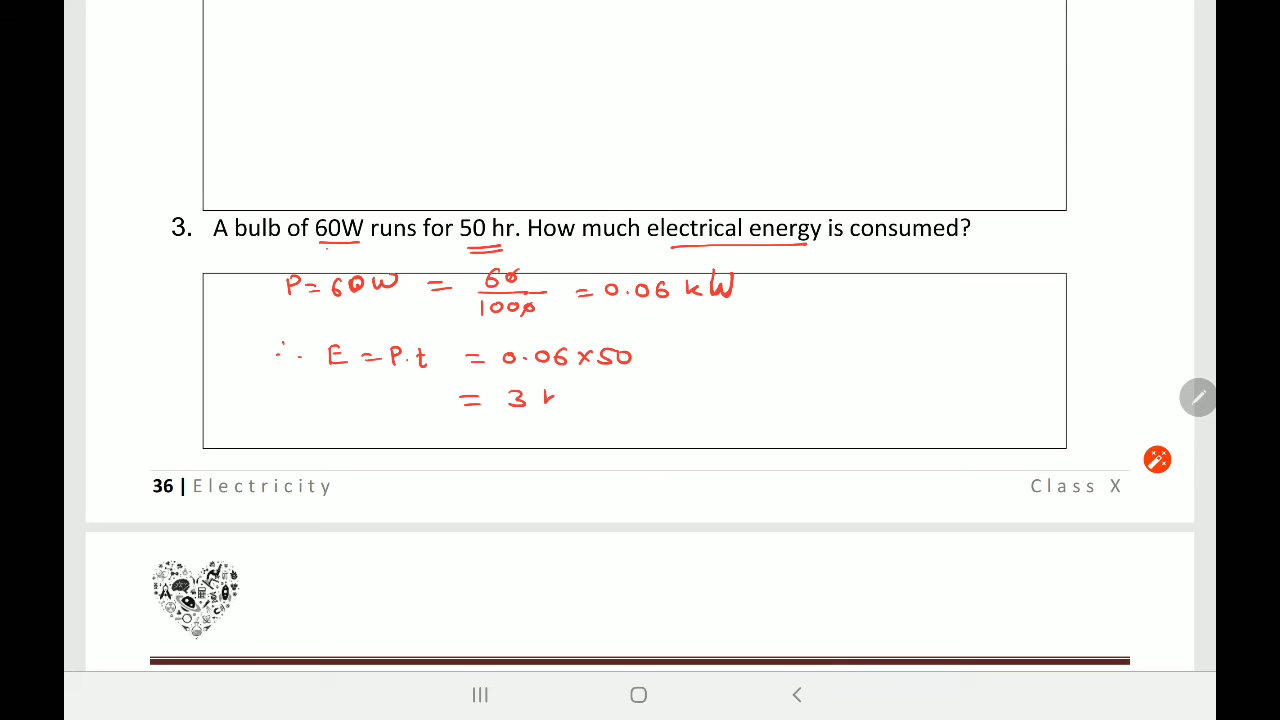 3. A bulb of 60W runs for 50 hr. How much electrical energy is consumed?
P = 60W = 60/1000 = 0.06 kW
∴ E = P.t = 0.06 × 50
= 3 k
36 | Electricity Class X